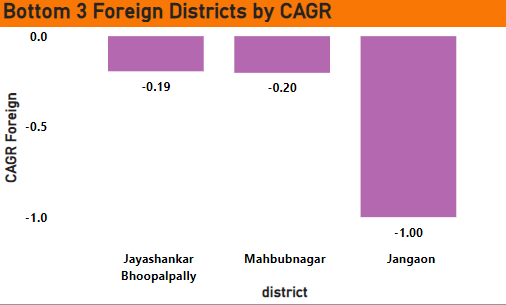 Bottom 3 Foreign Districts by CAGR
0.0
-0.5
-1.0
CAGR Foreign
-0.19
-0.20
-1.00
Jayashankar
Bhoopalpally
Mahbubnagar
Jangaon
district